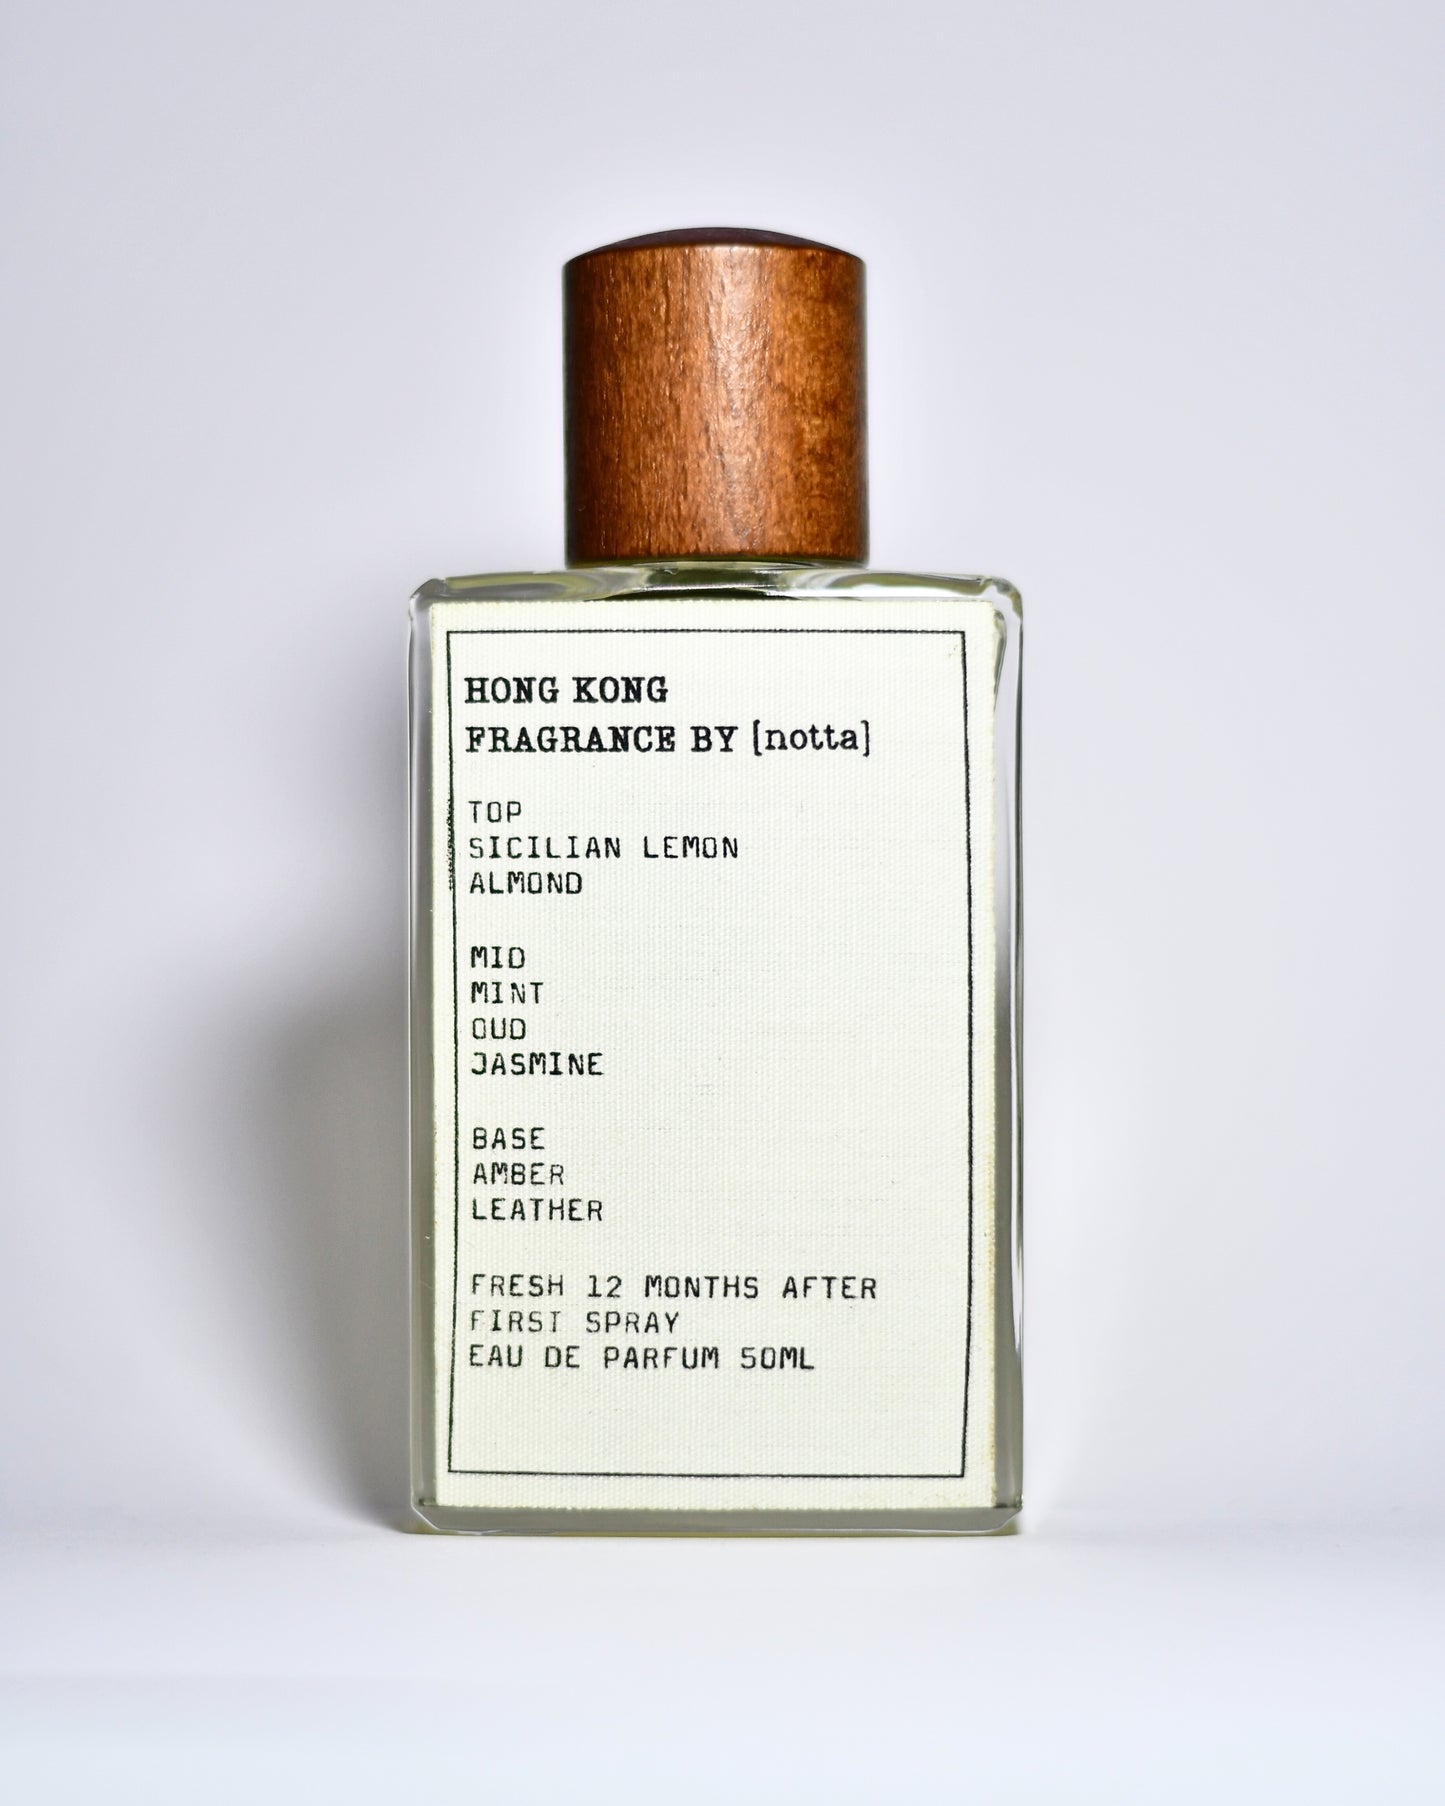 HONG KONG
FRAGRANCE BY [notta]
TOP
SICILIAN LEMON
ALMOND
MID
MINT
OUD
JASMINE
BASE
AMBER
LEATHER
FRESH 12 MONTHS AFTER
FIRST SPRAY
EAU DE PARFUM 50ML